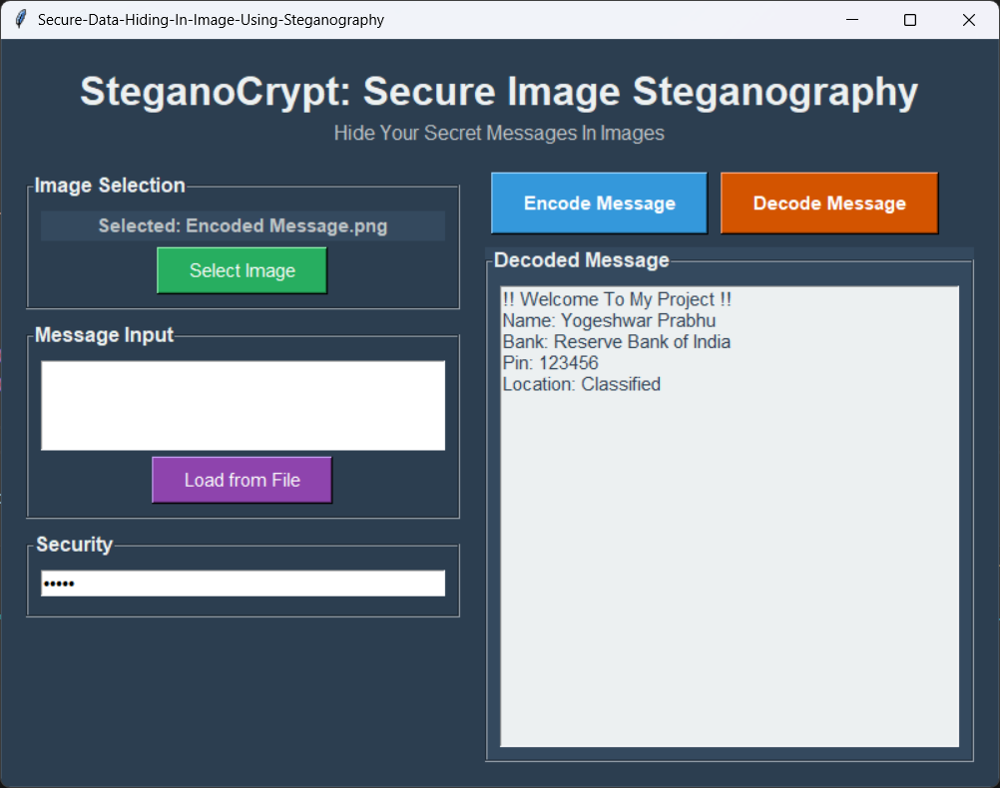 Secure-Data-Hiding-In-Image-Using-Steganography
SteganoCrypt: Secure Image Steganography
Hide Your Secret Messages In Images
Image Selection
Selected: Encoded Message.png
Select Image
Message Input
Load from File
Security
•••••
Encode Message
Decode Message
Decoded Message
!! Welcome To My Project !!
Name: Yogeshwar Prabhu
Bank: Reserve Bank of India
Pin: 123456
Location: Classified